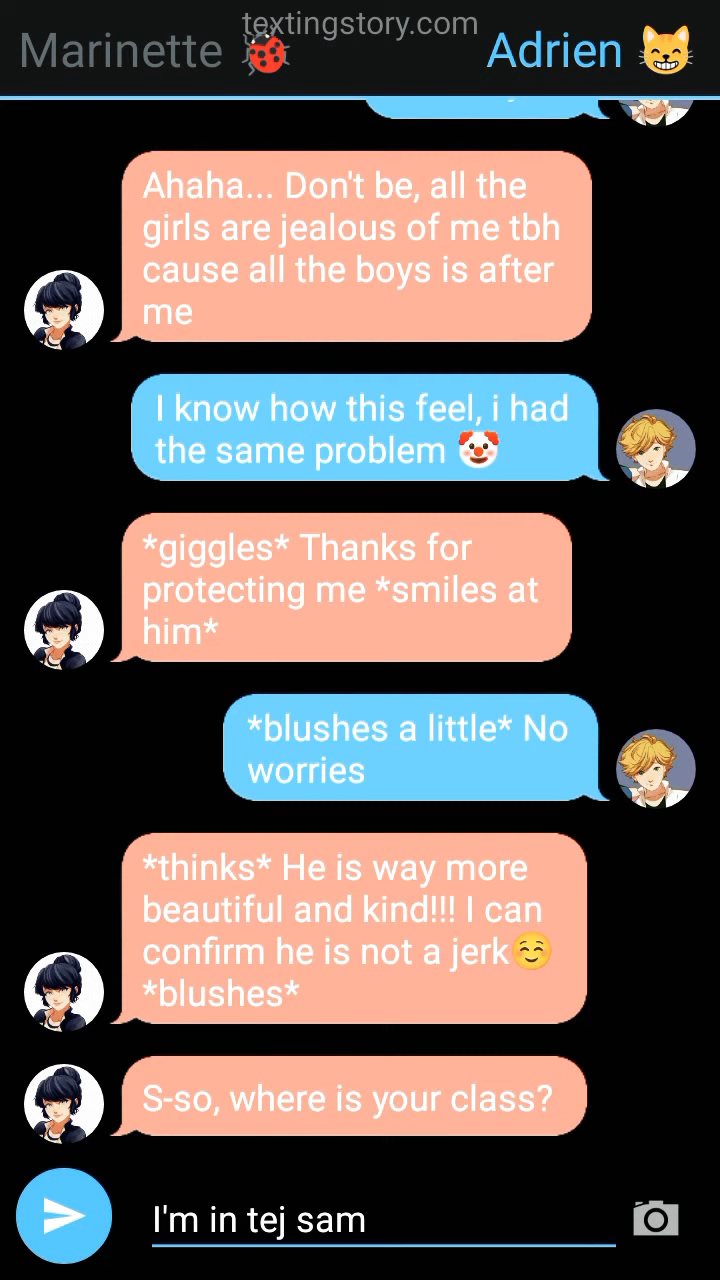 textingstory.com
Marinette 🐞 Adrien 😸
Ahaha... Don't be, all the
girls are jealous of me tbh
cause all the boys is after
me
I know how this feel, i had
the same problem 🤡
*giggles* Thanks for
protecting me *smiles at
him*
*blushes a little* No
worries
*thinks* He is way more
beautiful and kind!!! I can
confirm he is not a jerk☺️
*blushes*
S-so, where is your class?
I'm in tej sam